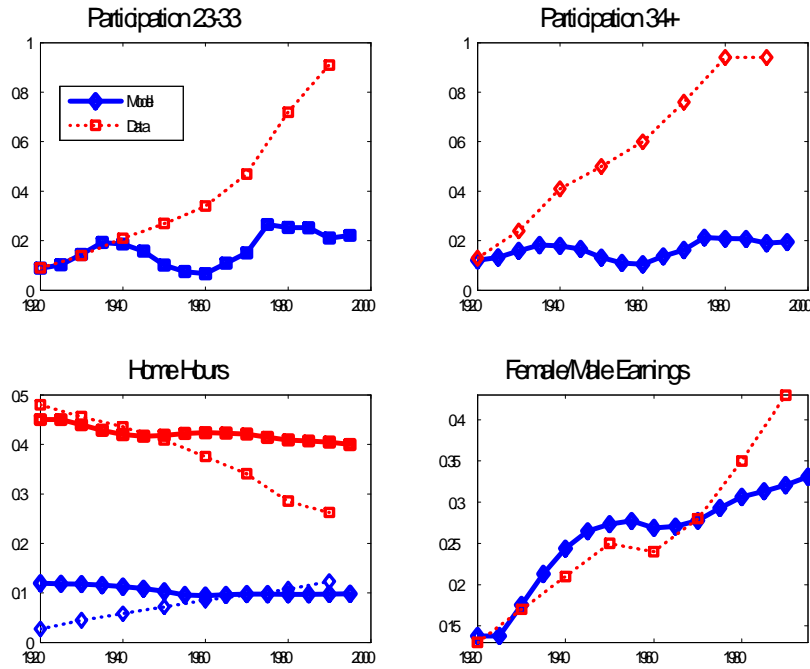 Participation 23-33
1
0.8
0.6
0.4
0.2
0
1920 1940 1960 1980 2000
Model
Data
Participation 34+
1
0.8
0.6
0.4
0.2
0
1920 1940 1960 1980 2000
Home Hours
0.5
0.4
0.3
0.2
0.1
0
1920 1940 1960 1980 2000
Female/Male Earnings
0.4
0.35
0.3
0.25
0.2
0.15
1920 1940 1960 1980